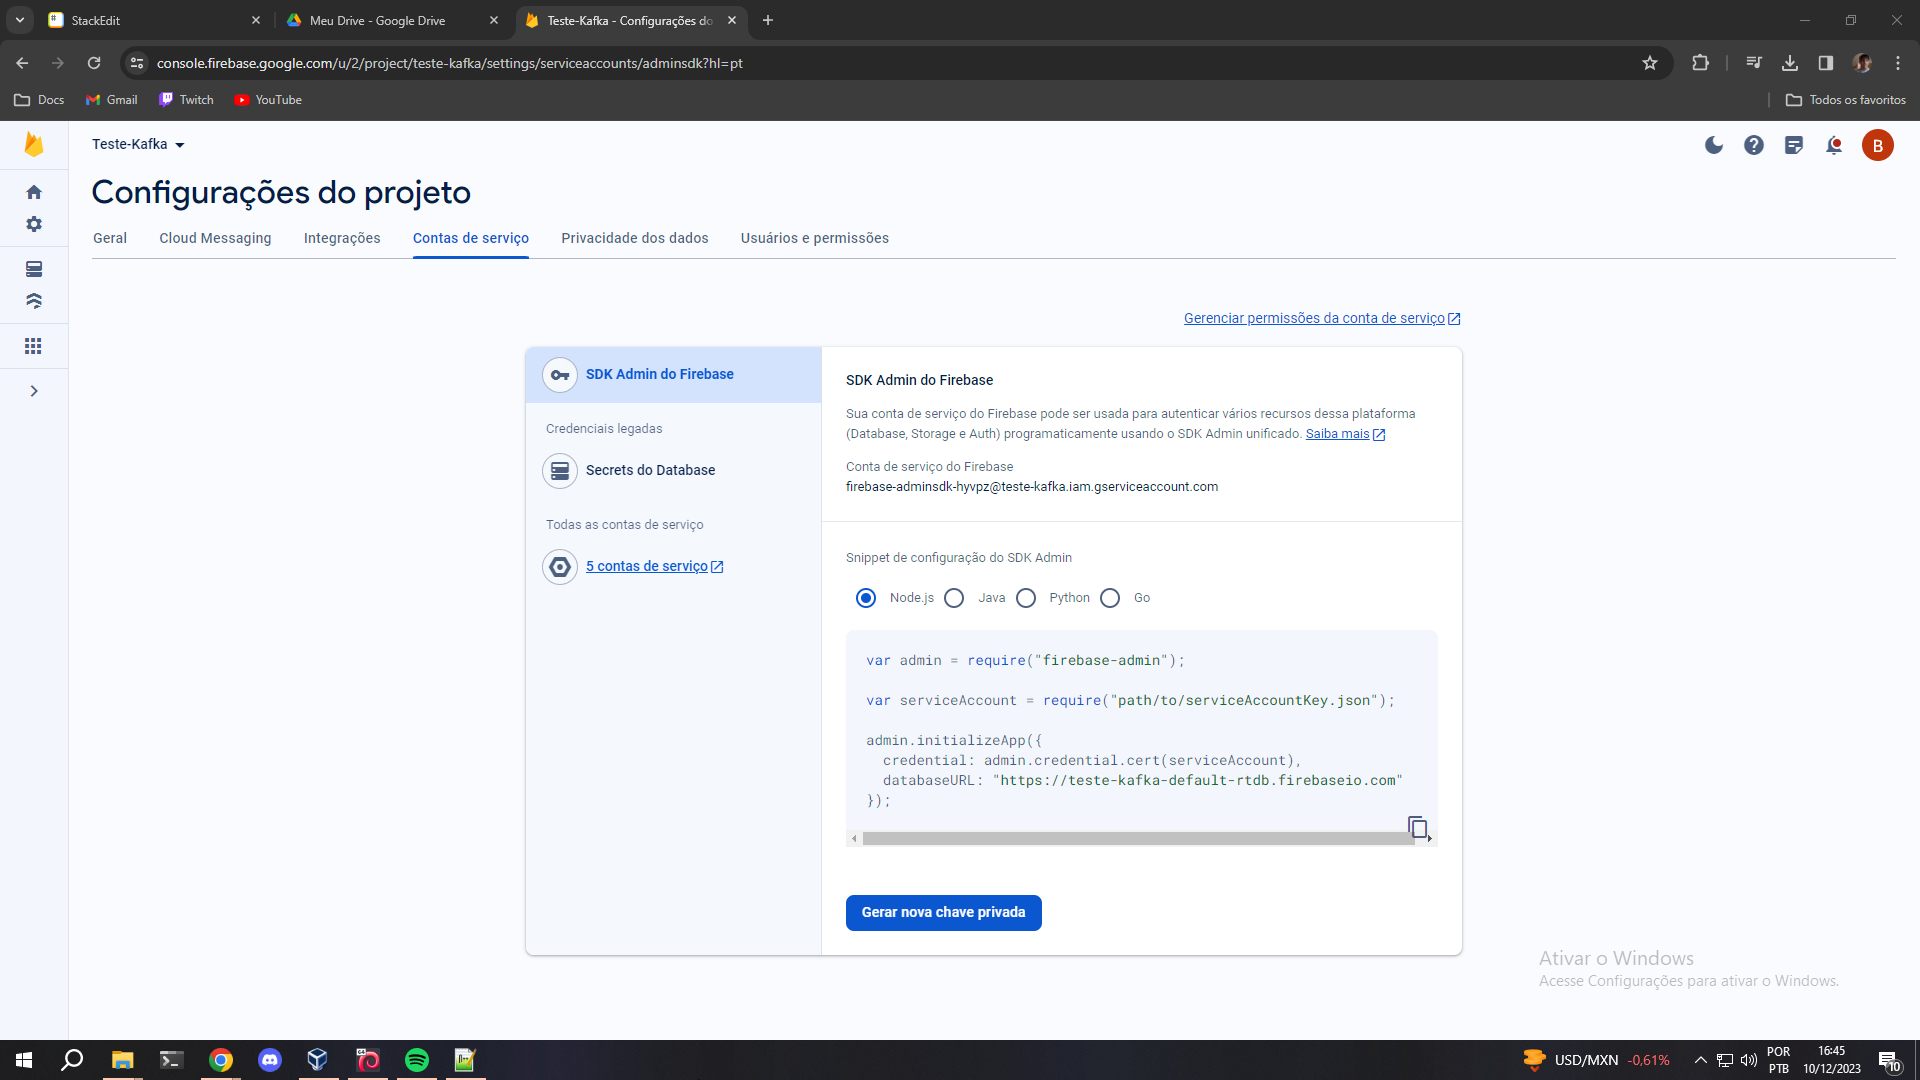 StackEdit
Meu Drive - Google Drive
Teste-Kafka - Configurações do
console.firebase.google.com/u/2/project/teste-kafka/settings/serviceaccounts/adminsdk?hl=pt
Docs
Gmail
Twitch
YouTube
Todos os favoritos
Teste-Kafka
B
Configurações do projeto
Geral
Cloud Messaging
Integrações
Contas de serviço
Privacidade dos dados
Usuários e permissões
Gerenciar permissões da conta de serviço
SDK Admin do Firebase
Credenciais legadas
Secrets do Database
Todas as contas de serviço
5 contas de serviço
SDK Admin do Firebase
Sua conta de serviço do Firebase pode ser usada para autenticar vários recursos dessa plataforma
(Database, Storage e Auth) programaticamente usando o SDK Admin unificado. Saiba mais
Conta de serviço do Firebase
firebase-adminsdk-hyvpz@teste-kafka.iam.gserviceaccount.com
Snippet de configuração do SDK Admin
Node.js
Java
Python
Go
var admin = require("firebase-admin");
var serviceAccount = require("path/to/serviceAccountKey.json");
admin.initializeApp({
credential: admin.credential.cert(serviceAccount),
databaseURL: "https://teste-kafka-default-rtdb.firebaseio.com"
});
Gerar nova chave privada
Ativar o Windows
Acesse Configurações para ativar o Windows.
USD/MXN -0,61%
POR
PTB
16:45
10/12/2023
10